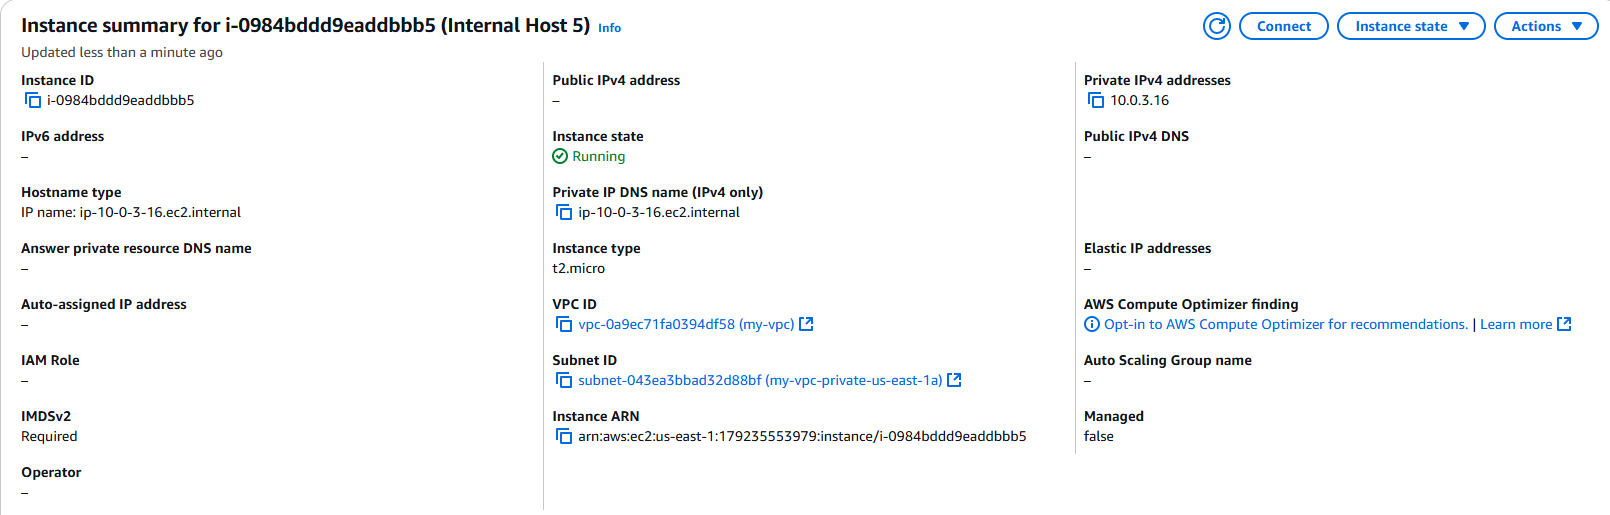 Instance summary for i-0984bddd9eaddbbb5 (Internal Host 5) Info
Connect
Instance state
Actions
Updated less than a minute ago
Instance ID
i-0984bddd9eaddbbb5
Public IPv4 address
–
Private IPv4 addresses
10.0.3.16
IPv6 address
–
Instance state
Running
Public IPv4 DNS
–
Hostname type
IP name: ip-10-0-3-16.ec2.internal
Private IP DNS name (IPv4 only)
ip-10-0-3-16.ec2.internal
Answer private resource DNS name
–
Instance type
t2.micro
Elastic IP addresses
–
Auto-assigned IP address
–
VPC ID
vpc-0a9ec71fa0394df58 (my-vpc)
AWS Compute Optimizer finding
Opt-in to AWS Compute Optimizer for recommendations. | Learn more
IAM Role
–
Subnet ID
subnet-043ea3bbad32d88bf (my-vpc-private-us-east-1a)
Auto Scaling Group name
–
IMDSv2
Required
Instance ARN
arn:aws:ec2:us-east-1:179235553979:instance/i-0984bddd9eaddbbb5
Managed
false
Operator
–